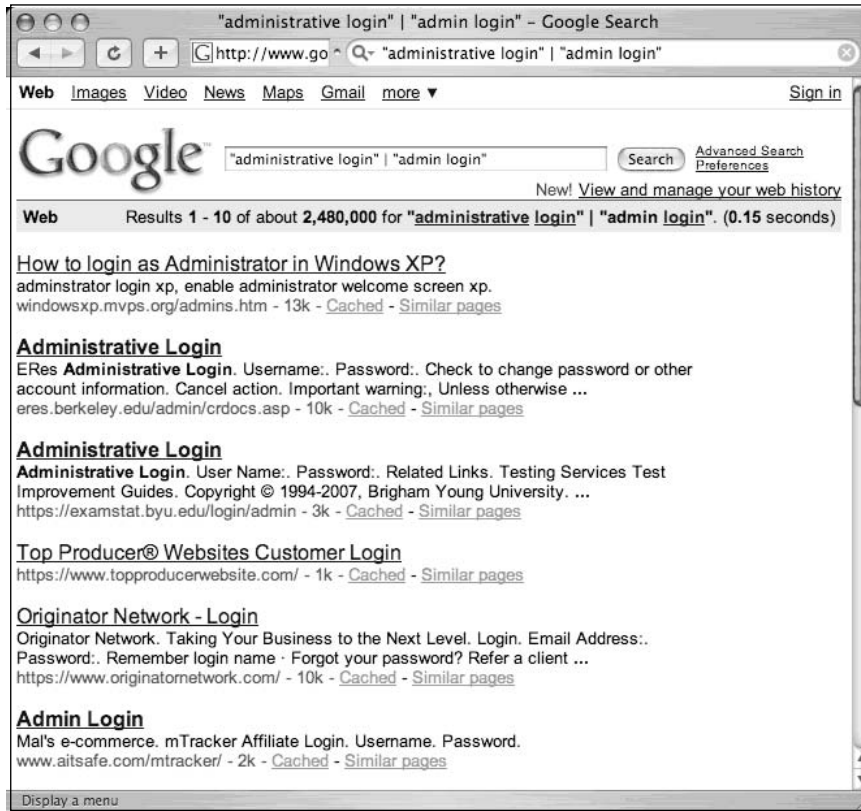 "administrative login" | "admin login" – Google Search
http://www.go "administrative login" | "admin login"
Web Images Video News Maps Gmail more ▼ Sign in
Google "administrative login" | "admin login" Search Advanced Search
Preferences
New! View and manage your web history
Web Results 1 - 10 of about 2,480,000 for "administrative login" | "admin login". (0.15 seconds)
How to login as Administrator in Windows XP?
adminstrator login xp, enable administrator welcome screen xp.
windowsxp.mvps.org/admins.htm - 13k - Cached - Similar pages
Administrative Login
ERes Administrative Login. Username:. Password:. Check to change password or other
account information. Cancel action. Important warning:, Unless otherwise ...
eres.berkeley.edu/admin/crdocs.asp - 10k - Cached - Similar pages
Administrative Login
Administrative Login. User Name:. Password:. Related Links. Testing Services Test
Improvement Guides. Copyright © 1994-2007, Brigham Young University. ...
https://examstat.byu.edu/login/admin - 3k - Cached - Similar pages
Top Producer® Websites Customer Login
https://www.topproducerwebsite.com/ - 1k - Cached - Similar pages
Originator Network - Login
Originator Network. Taking Your Business to the Next Level. Login. Email Address:.
Password:. Remember login name · Forgot your password? Refer a client ...
https://www.originatornetwork.com/ - 10k - Cached - Similar pages
Admin Login
Mal's e-commerce. mTracker Affiliate Login. Username. Password.
www.aitsafe.com/mtracker/ - 2k - Cached - Similar pages
Display a menu